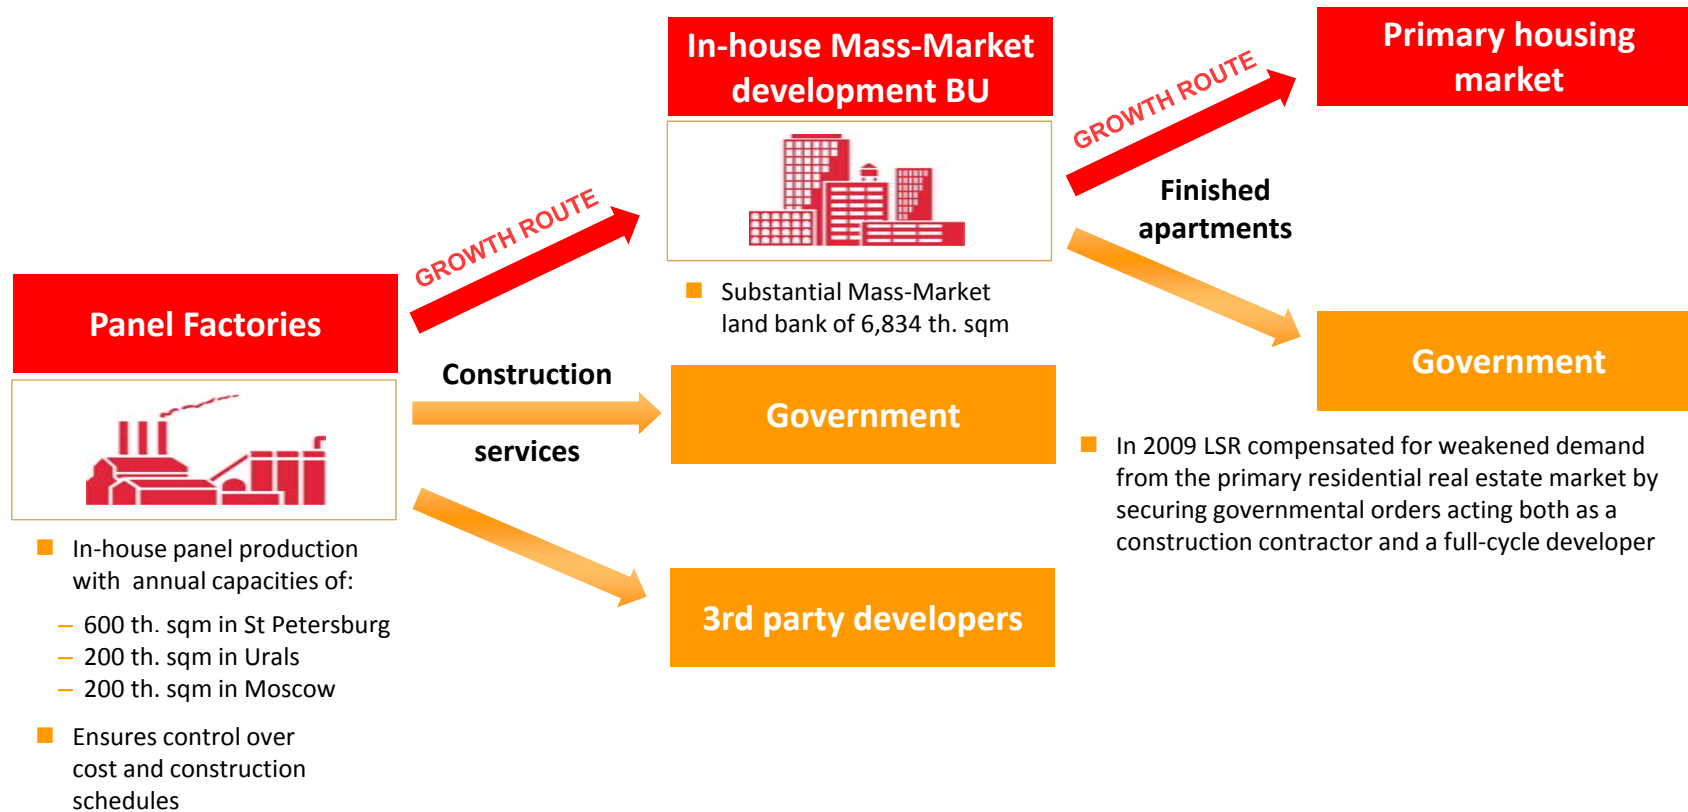 Panel Factories
In-house panel production
with annual capacities of:
– 600 th. sqm in St Petersburg
– 200 th. sqm in Urals
– 200 th. sqm in Moscow
Ensures control over
cost and construction
schedules
GROWTH ROUTE
Construction
services
In-house Mass-Market
development BU
Substantial Mass-Market
land bank of 6,834 th. sqm
Government
3rd party developers
GROWTH ROUTE
Finished
apartments
Primary housing
market
Government
In 2009 LSR compensated for weakened demand
from the primary residential real estate market by
securing governmental orders acting both as a
construction contractor and a full-cycle developer